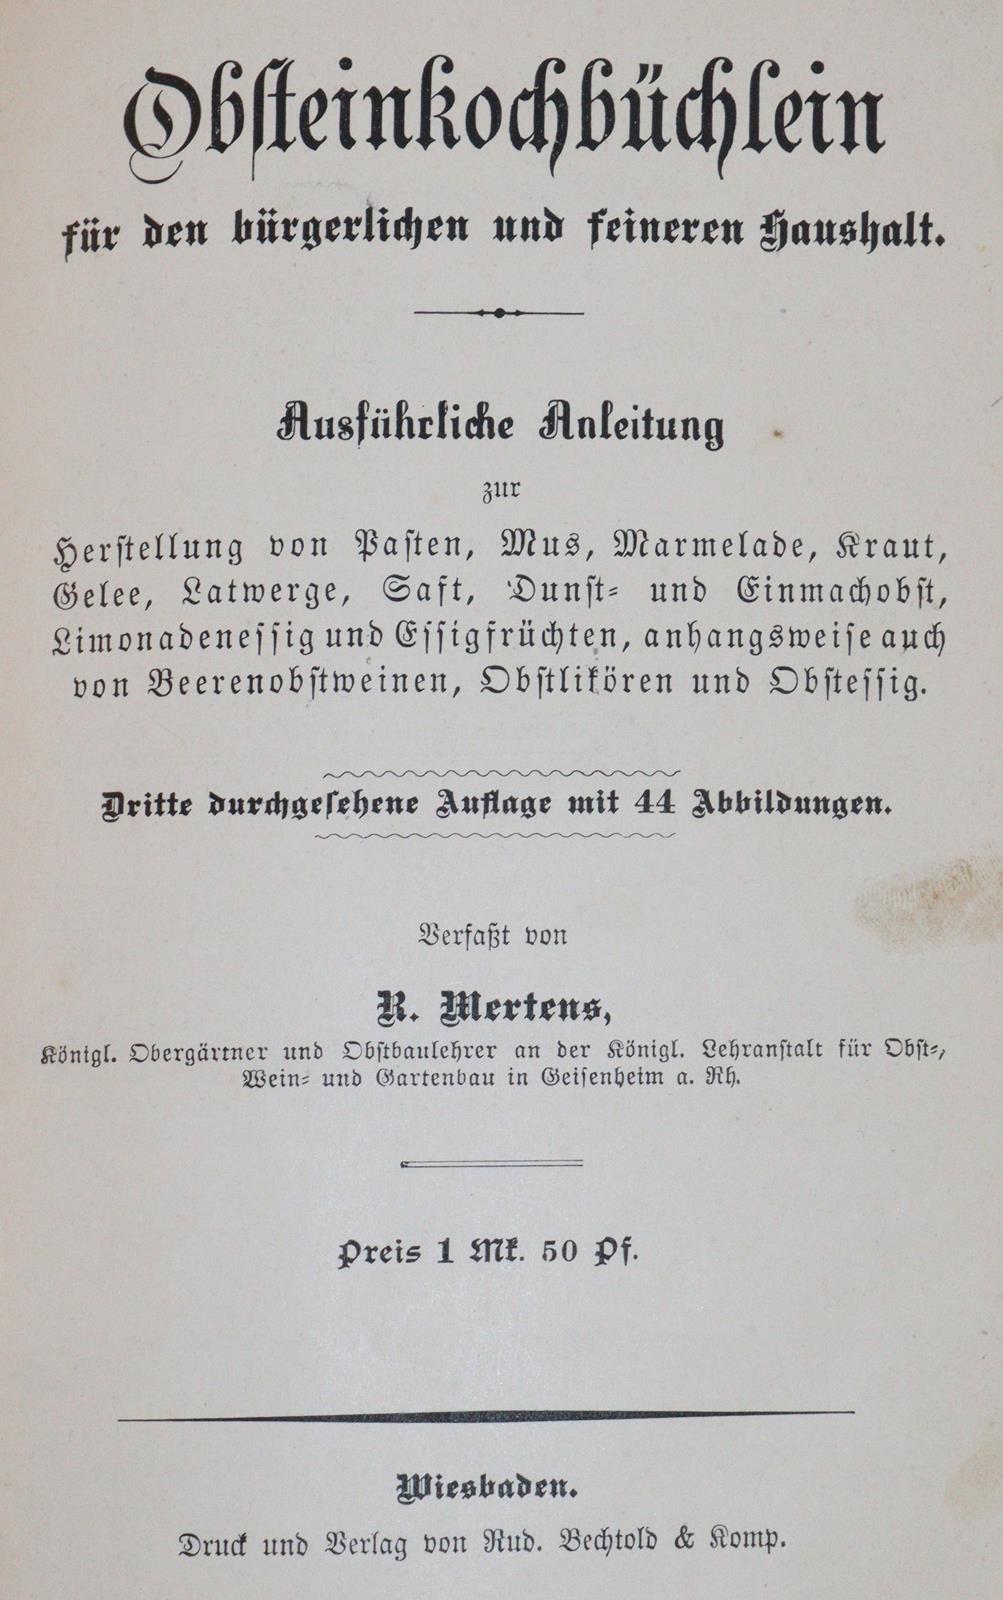 Obsteinkochbüchlein
für den bürgerlichen und feineren Haushalt.
Ausführliche Anleitung
zur
Herstellung von Pasten, Mus, Marmelade, Kraut,
Gelee, Latwerge, Saft, Dunst- und Einmachobst,
Limonadenessig und Essigfrüchten, anhangsweise auch
von Beerenobstweinen, Obstlikören und Obstessig.
Dritte durchgesehene Auflage mit 44 Abbildungen.
Verfaßt von
R. Mertens,
Königl. Obergärtner und Obstbaulehrer an der Königl. Lehranstalt für Obst-,
Wein- und Gartenbau in Geisenheim a. Rh.
Preis 1 Mk. 50 Pf.
Wiesbaden.
Druck und Verlag von Rud. Bechtold & Komp.